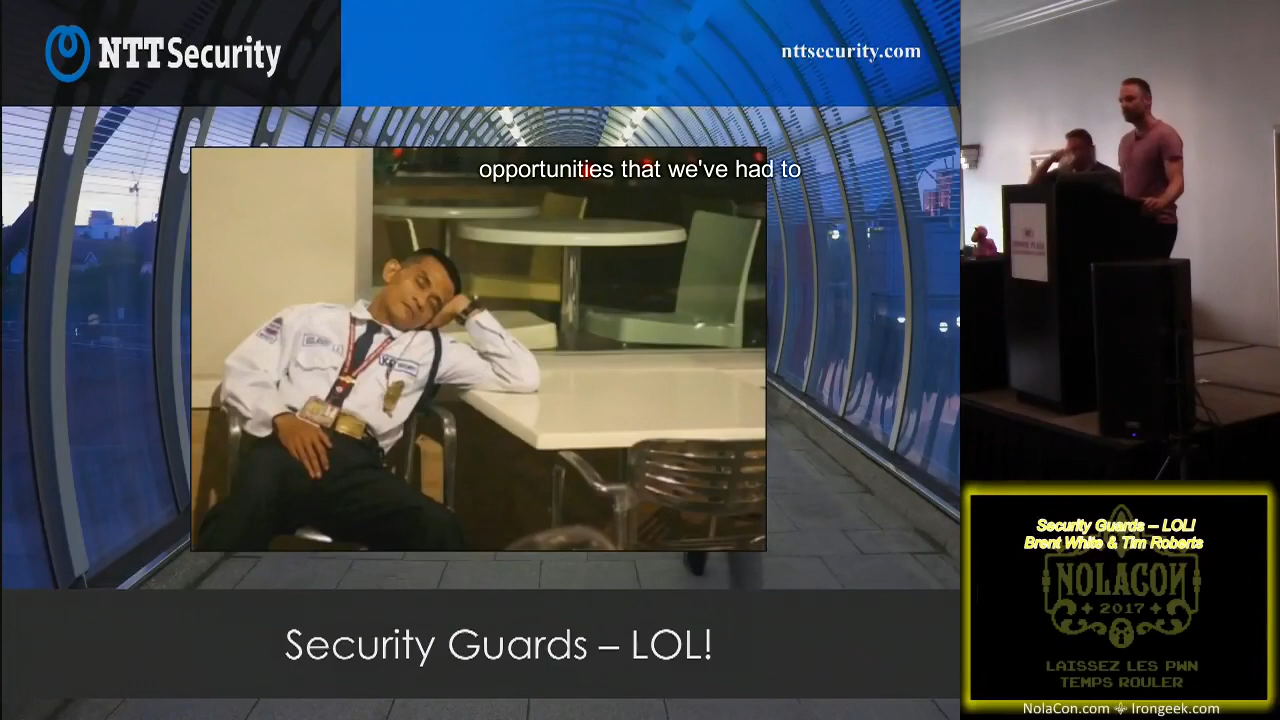 NTT Security
nttsecurity.com
opportunities that we've had to
Security Guards – LOL!
Security Guards – LOL!
Brent White & Tim Roberts
NOLACON
2017
LAISSEZ LES PWN
TEMPS ROULER
NolaCon.com Irongeek.com